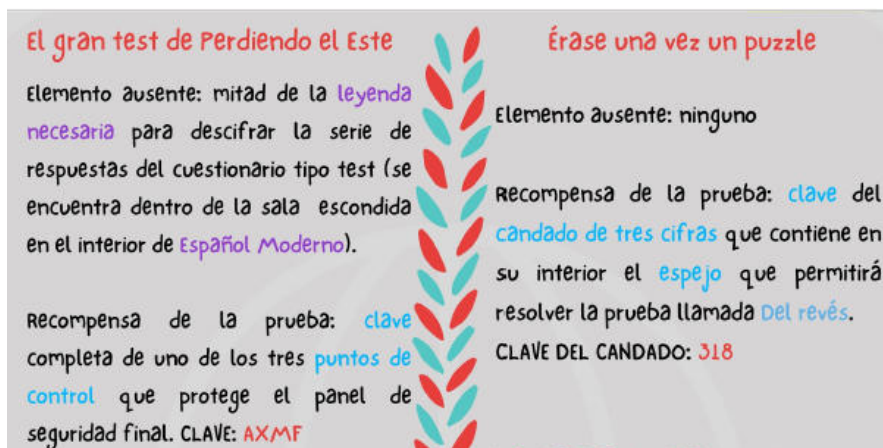 El gran test de Perdiendo el Este
Elemento ausente: mitad de la leyenda
necesaria para descifrar la serie de
respuestas del cuestionario tipo test (se
encuentra dentro de la sala escondida
en el interior de Español Moderno).
Recompensa de la prueba: clave
completa de uno de los tres puntos de
control que protege el panel de
seguridad final. CLAVE: AXMF
Érase una vez un puzzle
Elemento ausente: ninguno
Recompensa de la prueba: clave del
candado de tres cifras que contiene en
su interior el espejo que permitirá
resolver la prueba llamada Del revés.
CLAVE DEL CANDADO: 318